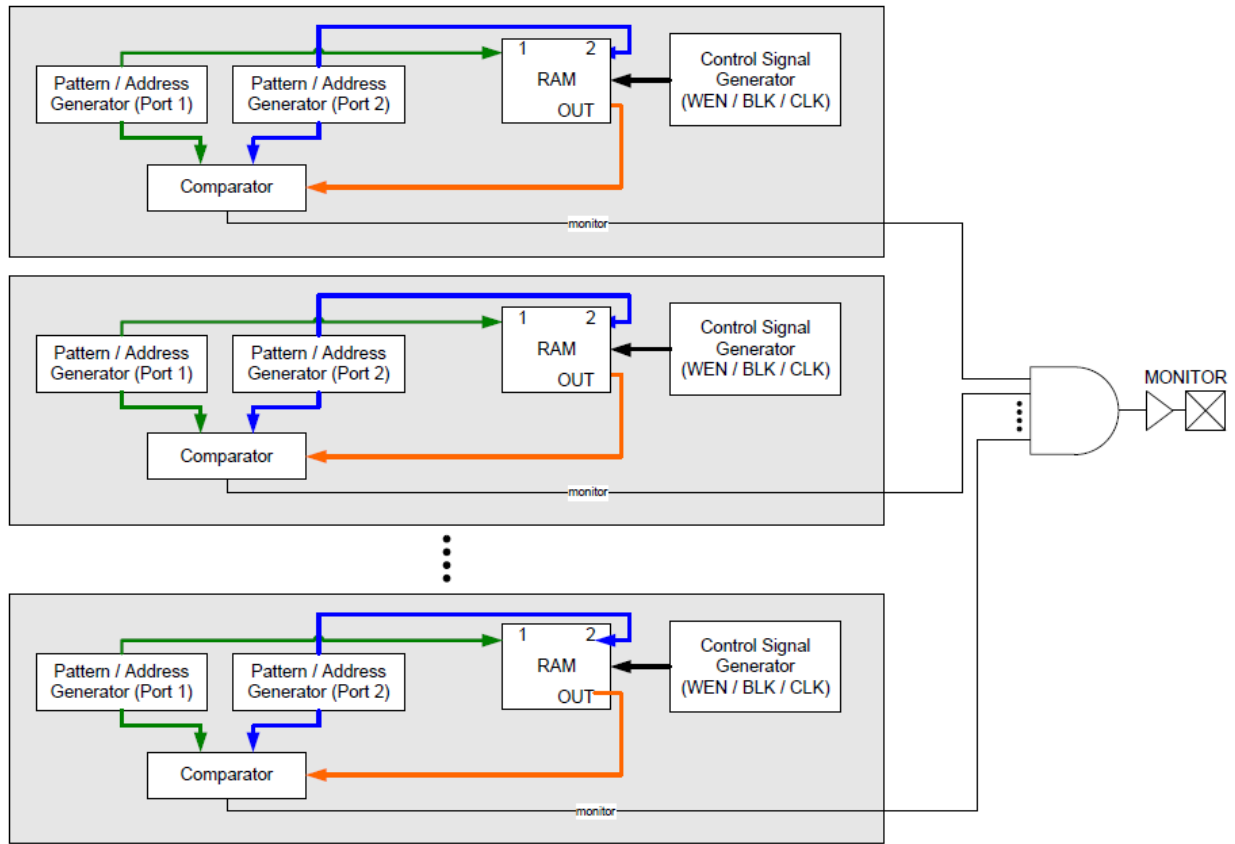 1 2
Pattern / Address
Generator (Port 1)
Pattern / Address
Generator (Port 2)
RAM
OUT
Control Signal
Generator
(WEN / BLK / CLK)
Comparator
monitor
1 2
Pattern / Address
Generator (Port 1)
Pattern / Address
Generator (Port 2)
RAM
OUT
Control Signal
Generator
(WEN / BLK / CLK)
Comparator
monitor
MONITOR
1 2
Pattern / Address
Generator (Port 1)
Pattern / Address
Generator (Port 2)
RAM
OUT
Control Signal
Generator
(WEN / BLK / CLK)
Comparator
monitor